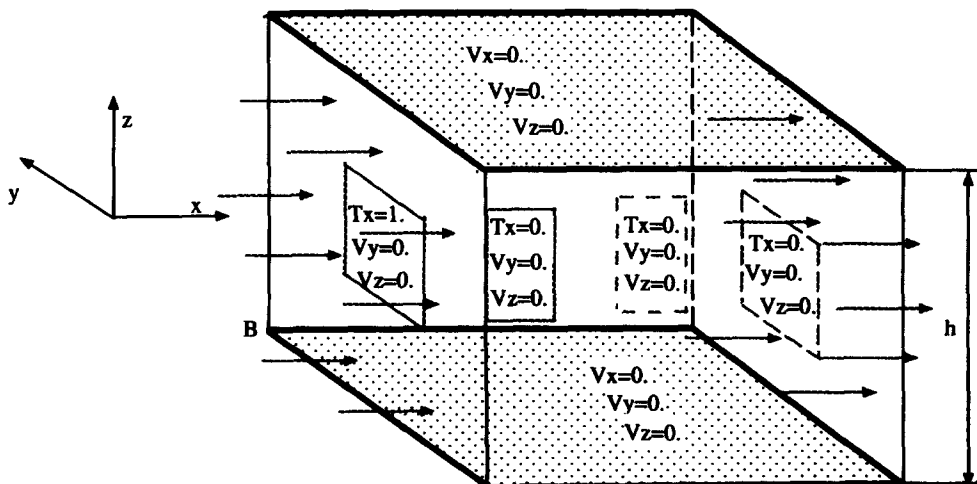 Vx=0.
Vy=0.
Vz=0.
z
y
x
Tx=1.
Vy=0.
Vz=0.
Tx=0.
Vy=0.
Vz=0.
Tx=0.
Vy=0.
Vz=0.
Tx=0.
Vy=0.
Vz=0.
B
h
Vx=0.
Vy=0.
Vz=0.